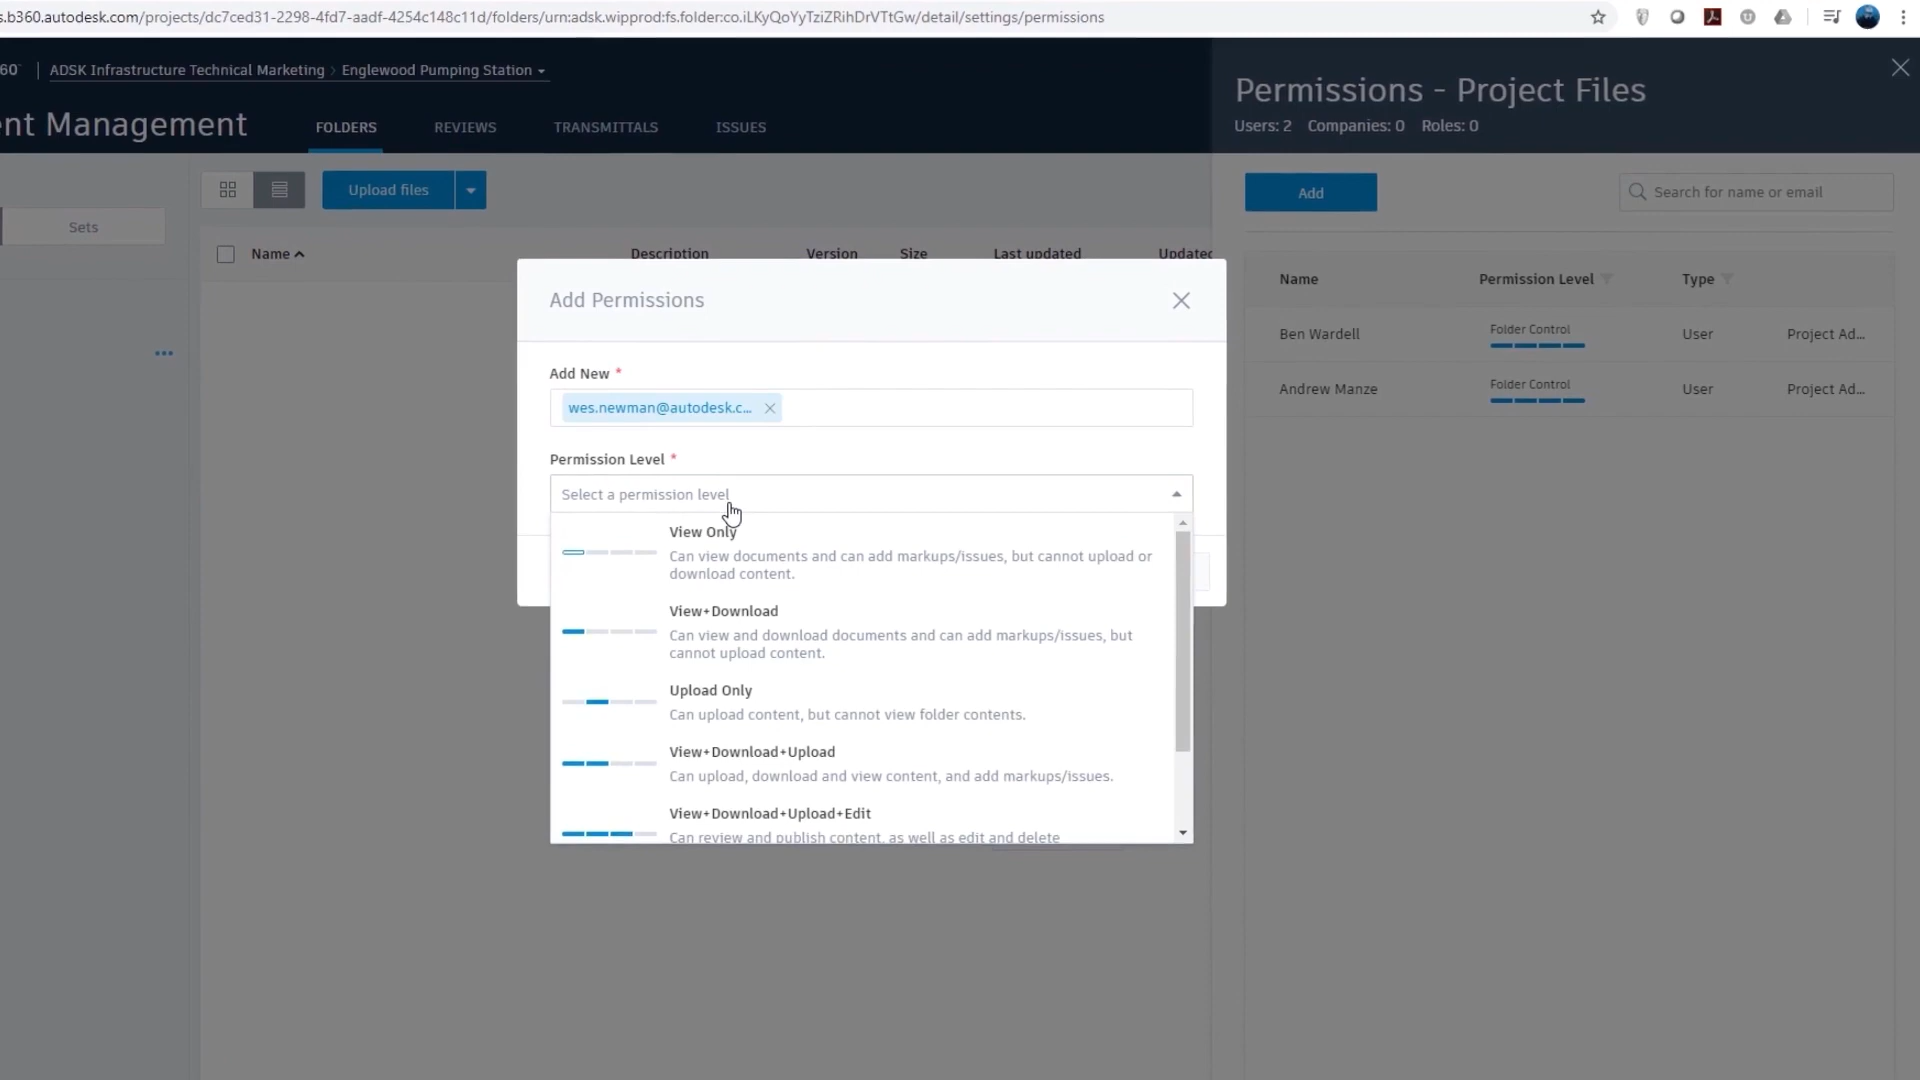 s.b360.autodesk.com/projects/dc7ced31-2298-4fd7-aadf-4254c148c11d/folders/urn:adsk.wipprod:fs.folder:co.iLKyQoYyTziZRihDrVTtGw/detail/settings/permissions
60 | ADSK Infrastructure Technical Marketing > Englewood Pumping Station
nt Management
FOLDERS
REVIEWS
TRANSMITTALS
ISSUES
Permissions - Project Files
Users: 2 Companies: 0 Roles: 0
Sets
Upload files
Name
Description
Version
Size
Last updated
Updated
Add
Search for name or email
Name
Permission Level
Type
Ben Wardell
Folder Control
User
Project Ad...
Andrew Manze
Folder Control
User
Project Ad...
Add Permissions
Add New *
wes.newman@autodesk.c...
Permission Level *
Select a permission level
View Only
Can view documents and can add markups/issues, but cannot upload or
download content.
View+Download
Can view and download documents and can add markups/issues, but
cannot upload content.
Upload Only
Can upload content, but cannot view folder contents.
View+Download+Upload
Can upload, download and view content, and add markups/issues.
View+Download+Upload+Edit
Can review and publish content, as well as edit and delete